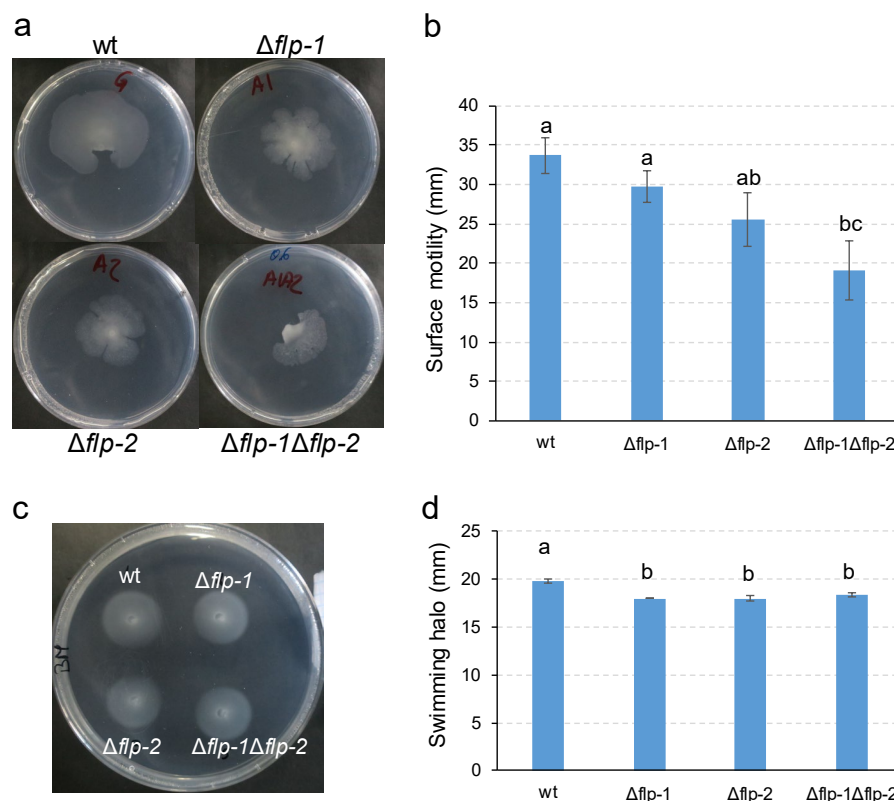 a
wt
Δflp-1
G
A1
A2
A1A2
Δflp-2
Δflp-1Δflp-2
b
Surface motility (mm)
40
35
30
25
20
15
10
5
0
a
a
ab
bc
wt
Δflp-1
Δflp-2
Δflp-1Δflp-2
c
wt
Δflp-1
Δflp-2
Δflp-1Δflp-2
d
Swimming halo (mm)
25
20
15
10
5
0
a
b
b
b
wt
Δflp-1
Δflp-2
Δflp-1Δflp-2